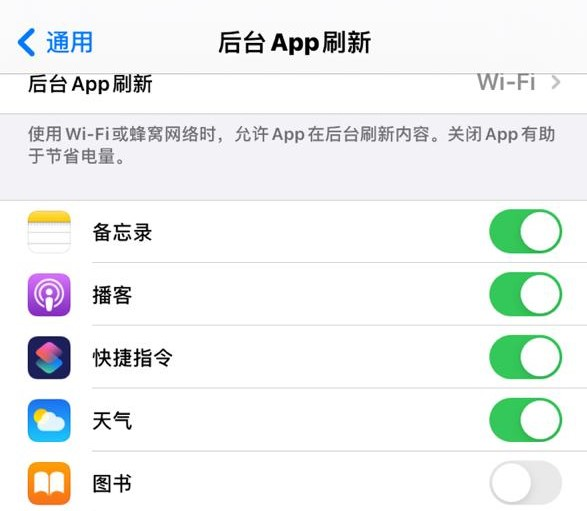 通用
后台App刷新
后台App刷新 Wi-Fi
使用Wi-Fi或蜂窝网络时，允许App在后台刷新内容。关闭App有助
于节省电量。
备忘录
播客
快捷指令
天气
图书